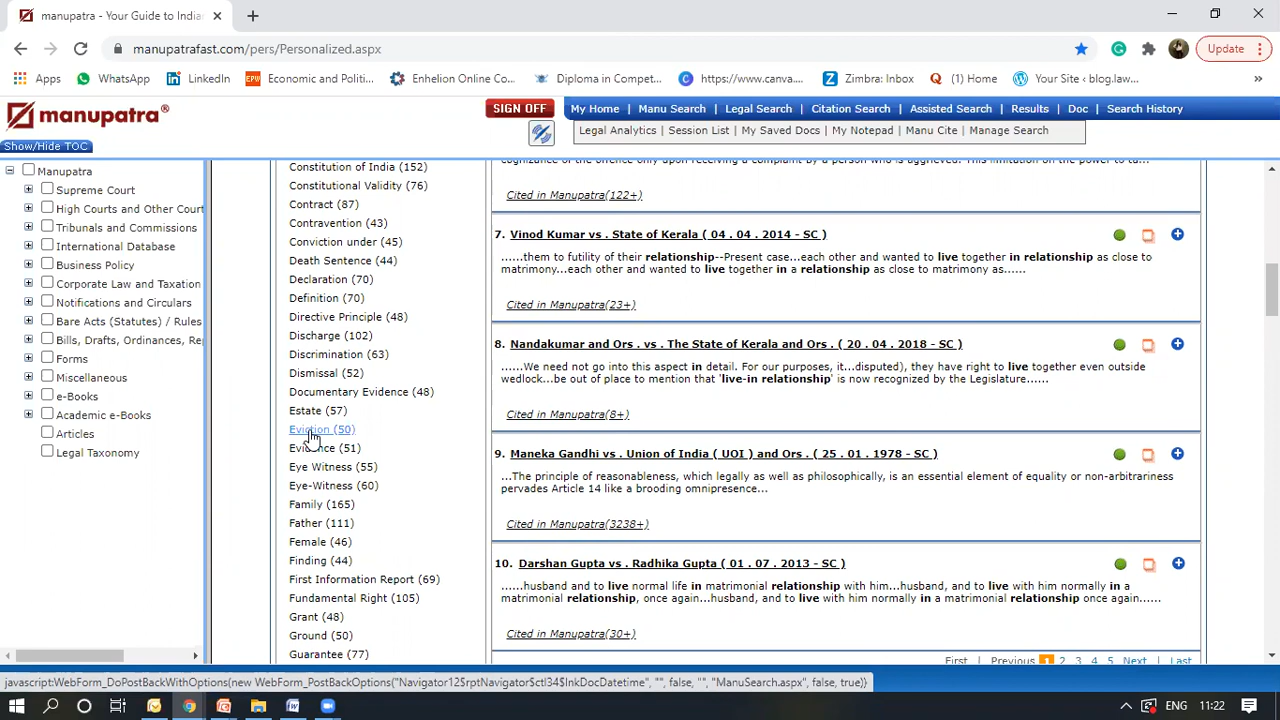 manupatra - Your Guide to India
manupatrafast.com/pers/Personalized.aspx
Update
Apps
WhatsApp
LinkedIn
EPW
Economic and Politi...
Enhelion Online Co...
Diploma in Compet...
https://www.canva....
Zimbra: Inbox
(1) Home
Your Site ‹ blog.law...
»
manupatra®
SIGN OFF
My Home | Manu Search | Legal Search | Citation Search | Assisted Search | Results | Doc | Search History
Legal Analytics | Session List | My Saved Docs | My Notepad | Manu Cite | Manage Search
Show/Hide TOC
Manupatra
Supreme Court
High Courts and Other Court
Tribunals and Commissions
International Database
Business Policy
Corporate Law and Taxation
Notifications and Circulars
Bare Acts (Statutes) / Rules
Bills, Drafts, Ordinances, Re
Forms
Miscellaneous
e-Books
Academic e-Books
Articles
Legal Taxonomy
Constitution of India (152)
Constitutional Validity (76)
Contract (87)
Contravention (43)
Conviction under (45)
Death Sentence (44)
Declaration (70)
Definition (70)
Directive Principle (48)
Discharge (102)
Discrimination (63)
Dismissal (52)
Documentary Evidence (48)
Estate (57)
Eviction (50)
Evidence (51)
Eye Witness (55)
Eye-Witness (60)
Family (165)
Father (111)
Female (46)
Finding (44)
First Information Report (69)
Fundamental Right (105)
Grant (48)
Ground (50)
Guarantee (77)
cognizance of the offence only upon receiving a complaint by a person who is aggrieved. This limitation on the power to ta...
Cited in Manupatra(122+)
7. Vinod Kumar vs . State of Kerala ( 04 . 04 . 2014 - SC )
......them to futility of their relationship--Present case...each other and wanted to live together in relationship as close to
matrimony...each other and wanted to live together in a relationship as close to matrimony as......
Cited in Manupatra(23+)
8. Nandakumar and Ors . vs . The State of Kerala and Ors . ( 20 . 04 . 2018 - SC )
......We need not go into this aspect in detail. For our purposes, it...disputed), they have right to live together even outside
wedlock...be out of place to mention that 'live-in relationship' is now recognized by the Legislature......
Cited in Manupatra(8+)
9. Maneka Gandhi vs . Union of India ( UOI ) and Ors . ( 25 . 01 . 1978 - SC )
...The principle of reasonableness, which legally as well as philosophically, is an essential element of equality or non-arbitrariness
pervades Article 14 like a brooding omnipresence...
Cited in Manupatra(3238+)
10. Darshan Gupta vs . Radhika Gupta ( 01 . 07 . 2013 - SC )
......husband and to live normal life in matrimonial relationship with him...husband, and to live with him normally in a
matrimonial relationship, once again...husband, and to live with him normally in a matrimonial relationship once again......
Cited in Manupatra(30+)
First Previous 1 2 3 4 5 Next Last
javascript:WebForm_DoPostBackWithOptions(new WebForm_PostBackOptions("Navigator12$rptNavigator$ctl34$lnkDocDatetime", "", false, "", "ManuSearch.aspx", false, true))
ENG
11:22